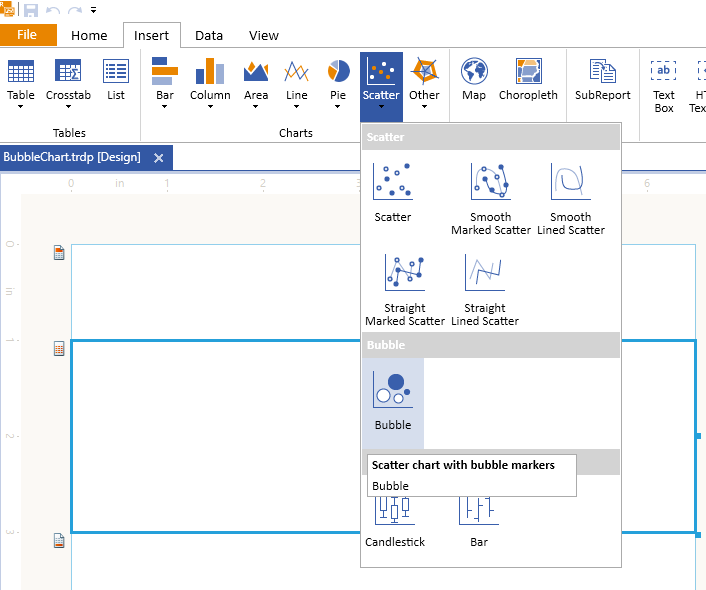 File Home Insert Data View
Table Crosstab List Bar Column Area Line Pie Scatter Other Map Choropleth SubReport Text Box
Tables Charts
BubbleChart.trdp [Design]
0 in 1 2 3 6
Scatter
Scatter Smooth Marked Scatter Smooth Lined Scatter
Straight Marked Scatter Straight Lined Scatter
Bubble
Bubble
Scatter chart with bubble markers
Bubble
Candlestick Bar
0
in
1
2
3